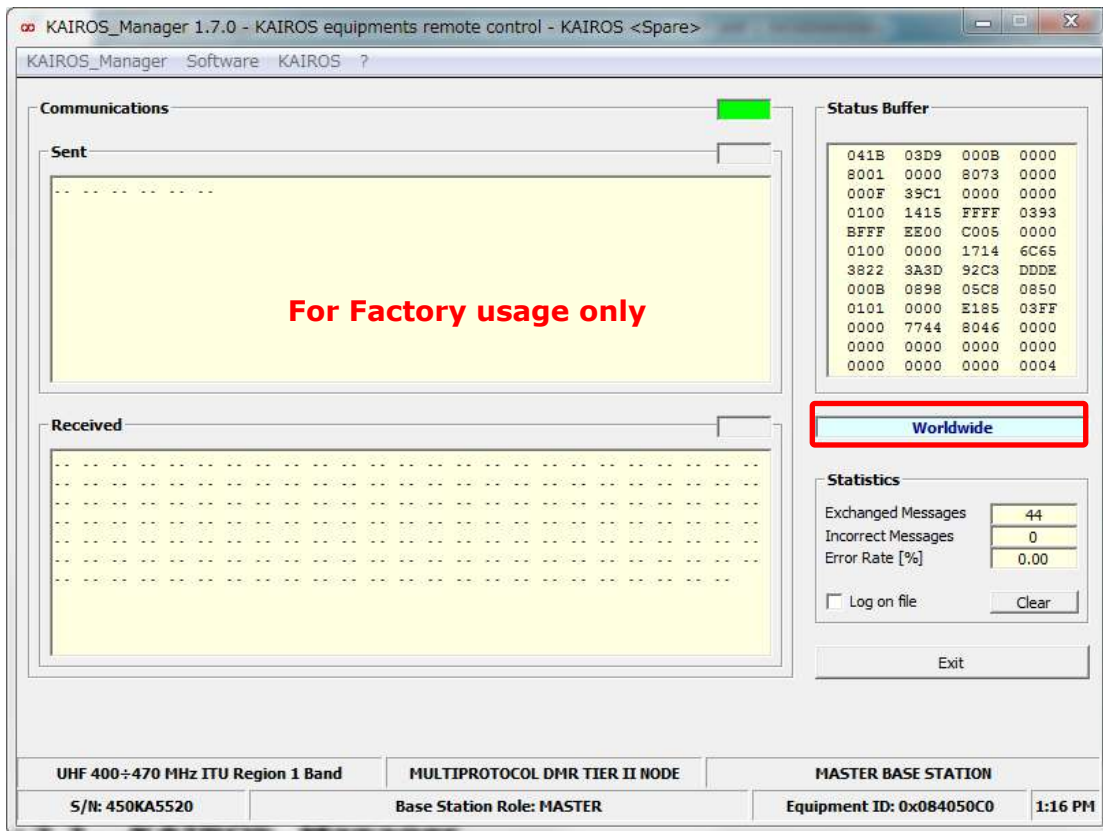 KAIROS_Manager 1.7.0 - KAIROS equipments remote control - KAIROS <Spare>
KAIROS_Manager Software KAIROS ?
Communications
Sent
-- -- -- -- -- --
For Factory usage only
Received
-- -- -- -- -- -- -- -- -- -- -- -- -- -- -- -- -- -- -- -- -- -- -- -- --
-- -- -- -- -- -- -- -- -- -- -- -- -- -- -- -- -- -- -- -- -- -- -- -- --
-- -- -- -- -- -- -- -- -- -- -- -- -- -- -- -- -- -- -- -- -- -- -- -- --
-- -- -- -- -- -- -- -- -- -- -- -- -- -- -- -- -- -- -- -- -- -- -- -- --
-- -- -- -- -- -- -- -- -- -- -- -- -- -- -- -- -- -- -- -- -- -- -- -- --
-- -- -- -- -- -- -- -- -- -- -- -- -- -- -- -- -- -- -- -- -- -- -- -- --
-- -- -- -- -- -- -- -- -- -- -- -- -- -- -- -- -- -- -- -- -- -- -- --
Status Buffer
041B 03D9 000B 0000
8001 0000 8073 0000
000F 39C1 0000 0000
0100 1415 FFFF 0393
BFFF EE00 C005 0000
0100 0000 1714 6C65
3822 3A3D 92C3 DDDE
000B 0898 05C8 0850
0101 0000 E185 03FF
0000 7744 8046 0000
0000 0000 0000 0000
0000 0000 0000 0004
Worldwide
Statistics
Exchanged Messages 44
Incorrect Messages 0
Error Rate [%] 0.00
Log on file Clear
Exit
UHF 400÷470 MHz ITU Region 1 Band MULTIPROTOCOL DMR TIER II NODE MASTER BASE STATION
S/N: 450KA5520 Base Station Role: MASTER Equipment ID: 0x084050C0 1:16 PM